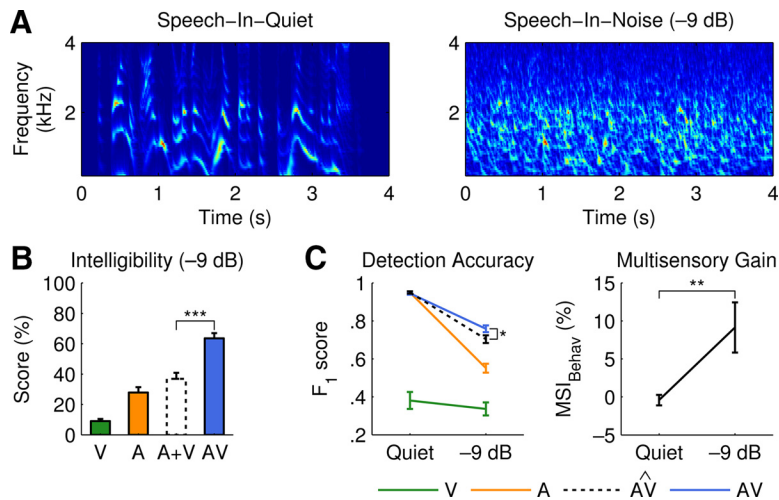 A
Speech−In−Quiet
Speech−In−Noise (−9 dB)
Frequency
(kHz)
4
2
0 1 2 3 4
Time (s)
4
2
0 1 2 3 4
Time (s)
B
Intelligibility (−9 dB)
Score (%)
100
80
60
40
20
0
***
V A A+V AV
C
Detection Accuracy
F1 score
1
.8
.6
.4
.2
*
Quiet −9 dB
Multisensory Gain
MSIBehav (%)
15
10
5
0
−5
**
Quiet −9 dB
V A A͡V AV